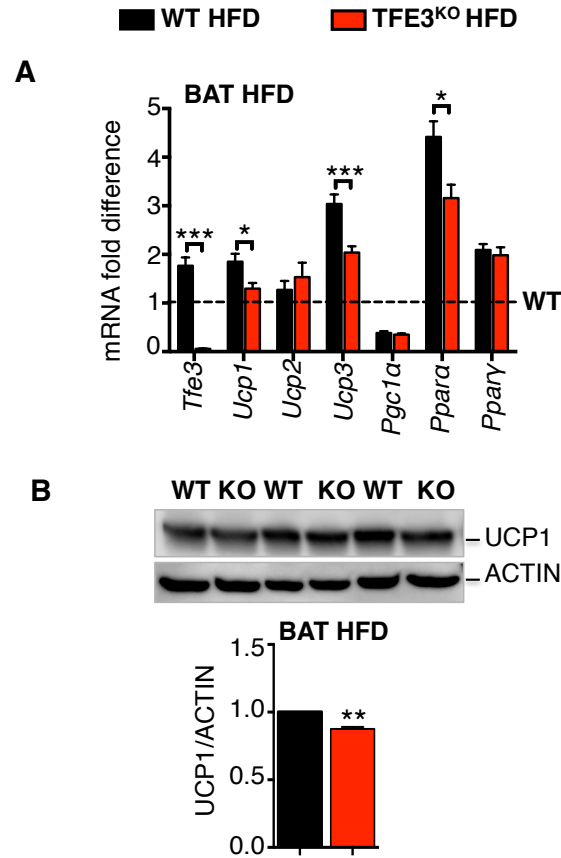 WT HFD TFE3KO HFD
A
BAT HFD
mRNA fold difference
5
4
3
2
1
0
***
*
***
*
WT
Tfe3
Ucp1
Ucp2
Ucp3
Pgc1α
Pparα
Pparγ
B
WT KO WT KO WT KO
UCP1
ACTIN
BAT HFD
UCP1/ACTIN
1.5
1.0
0.5
0.0
**